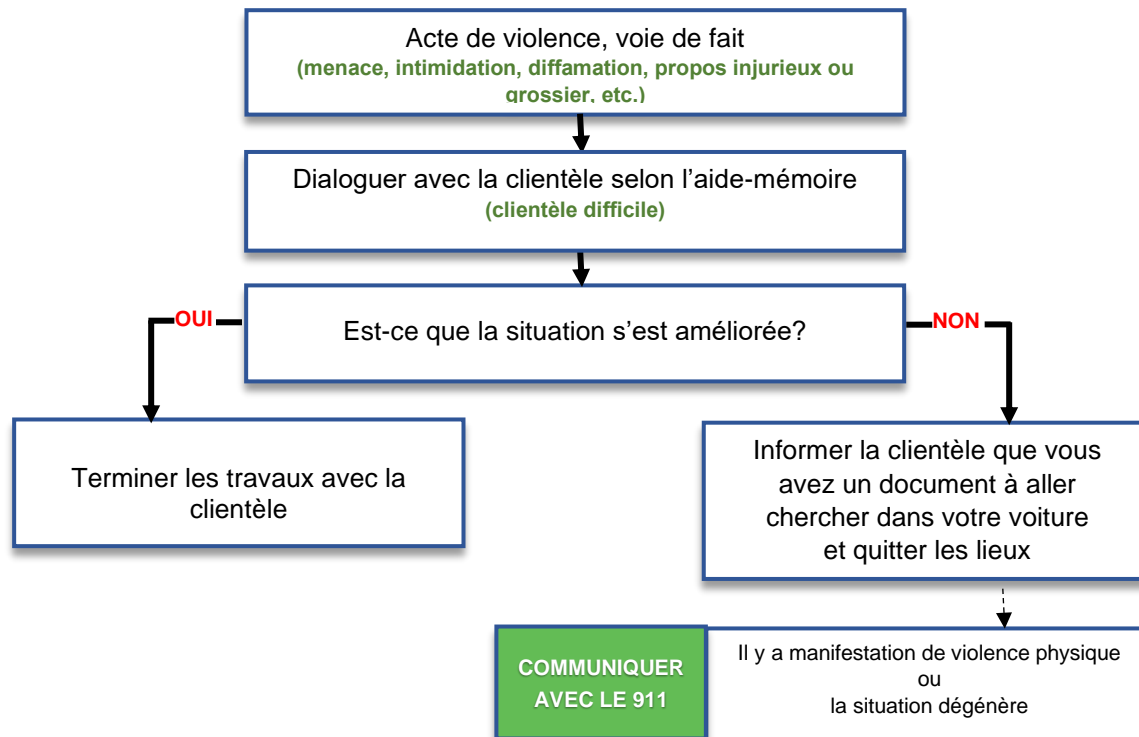 Acte de violence, voie de fait
(menace, intimidation, diffamation, propos injurieux ou
grossier, etc.)
Dialoguer avec la clientèle selon l’aide-mémoire
(clientèle difficile)
OUI
Est-ce que la situation s’est améliorée?
NON
Terminer les travaux avec la
clientèle
Informer la clientèle que vous
avez un document à aller
chercher dans votre voiture
et quitter les lieux
COMMUNIQUER
AVEC LE 911
Il y a manifestation de violence physique
ou
la situation dégénère